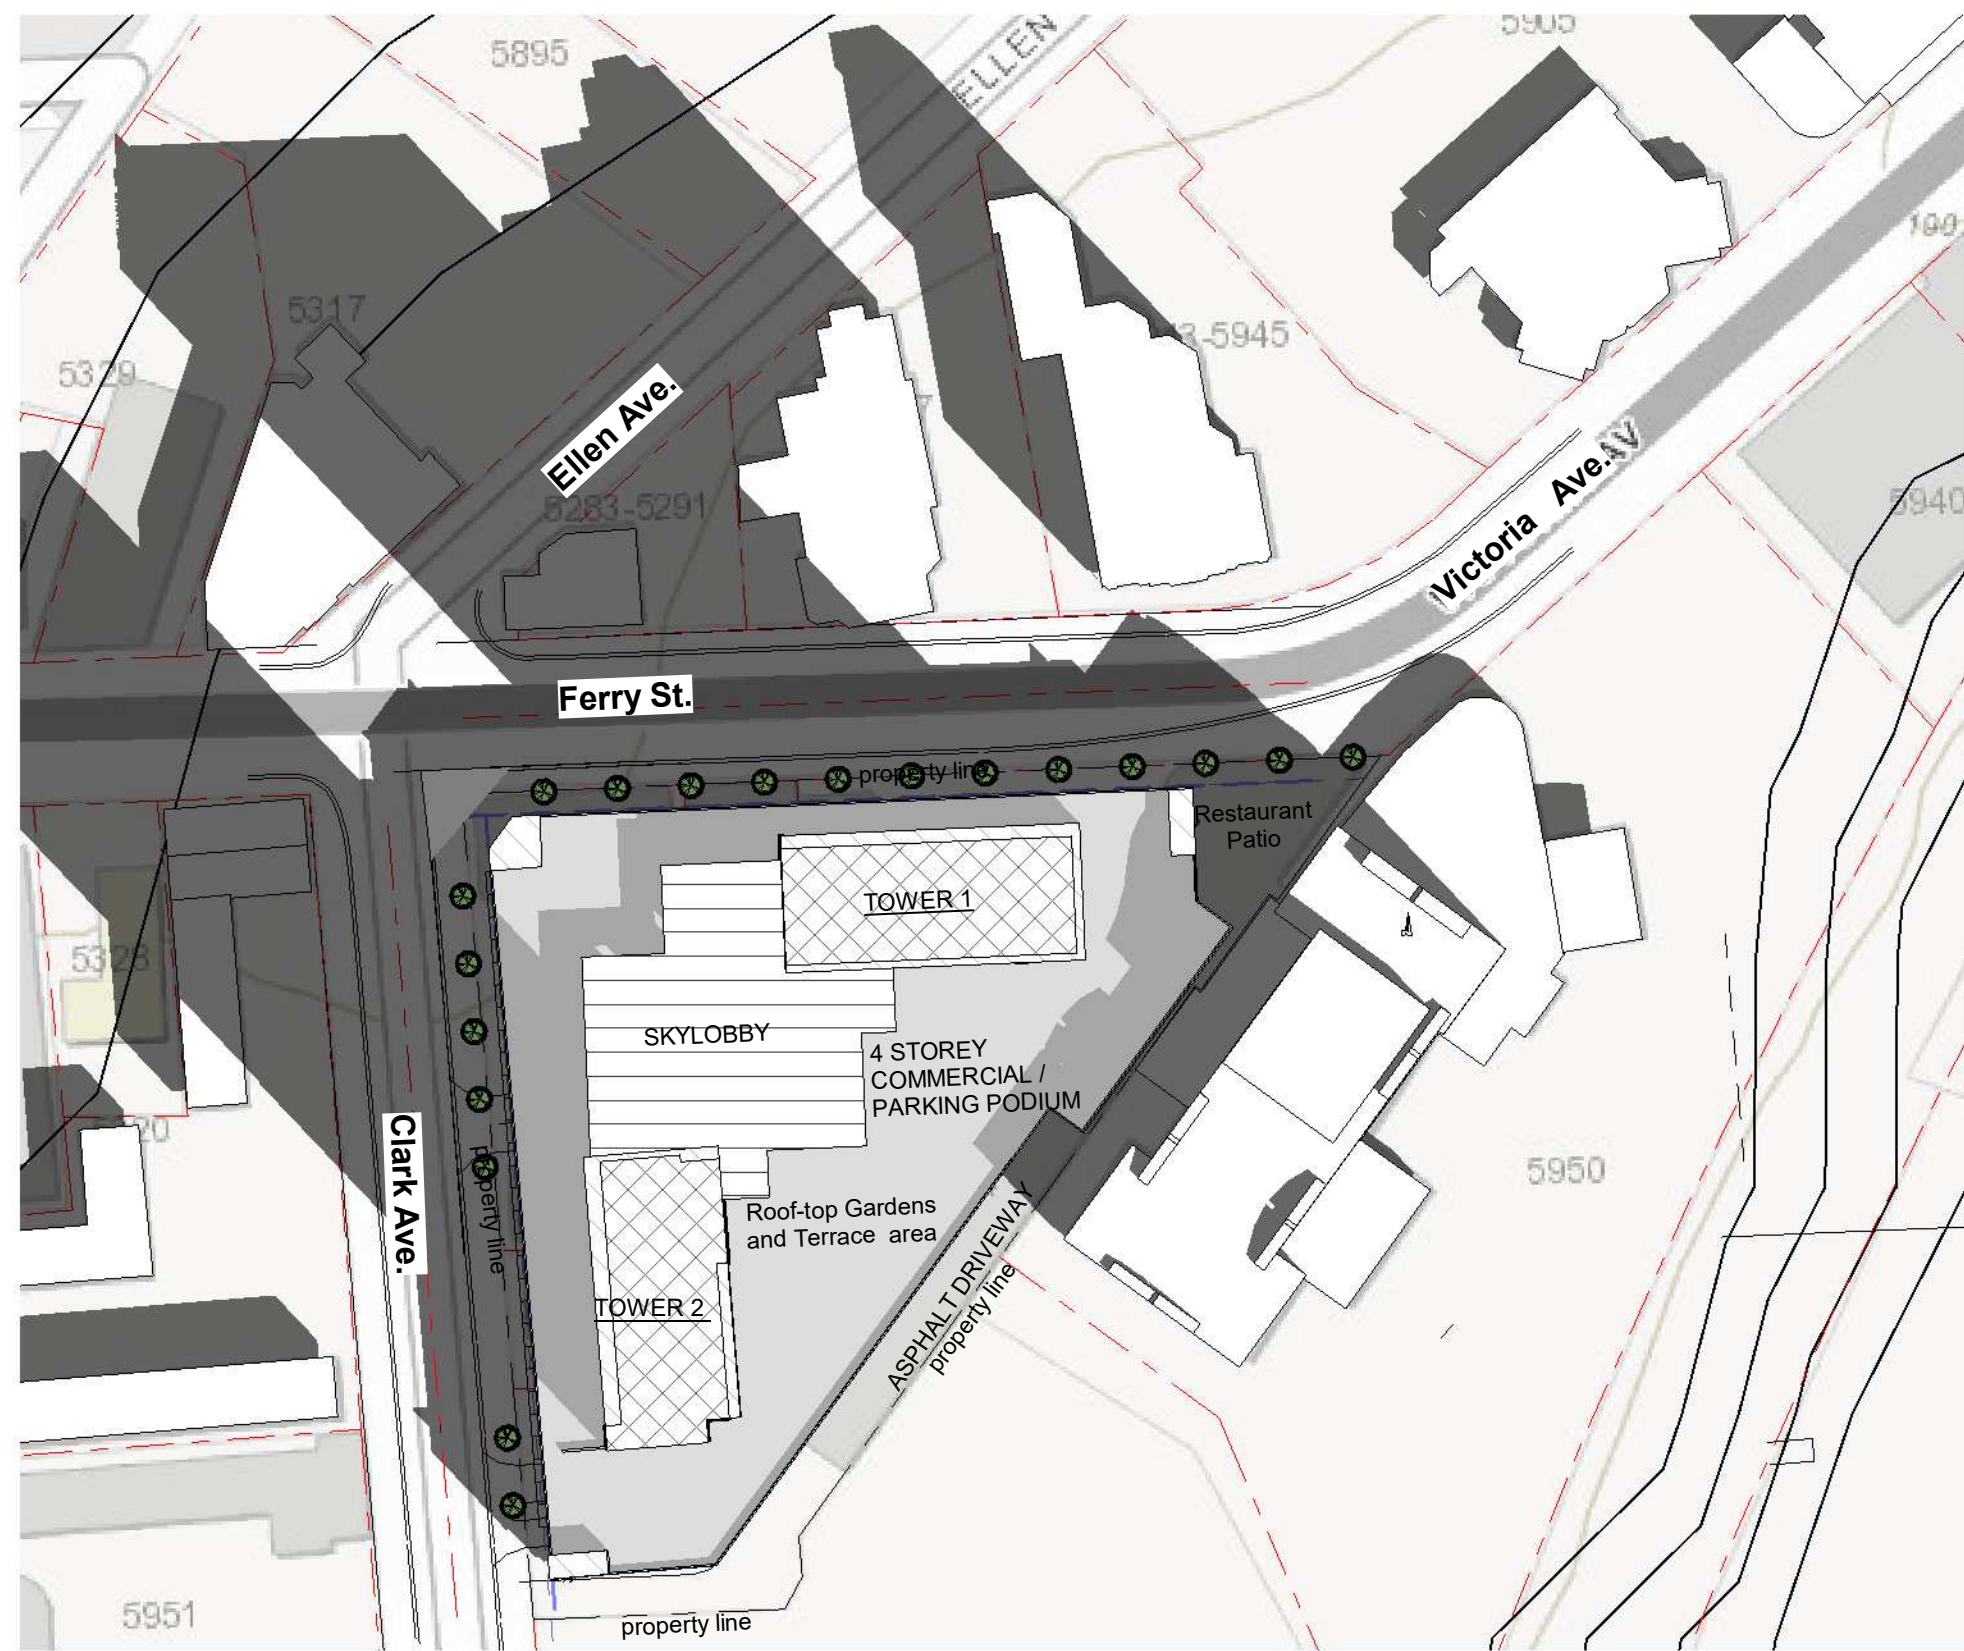 5895
ELLEN
5905
5317
5329
3-5945
5940
Ellen Ave.
5283-5291
Victoria Ave.
AV
Ferry St.
property line
Restaurant
Patio
TOWER 1
5328
SKYLOBBY
4 STOREY
COMMERCIAL /
PARKING PODIUM
Clark Ave.
property line
5950
Roof-top Gardens
and Terrace area
ASPHALT DRIVEWAY
property line
TOWER 2
5951
property line